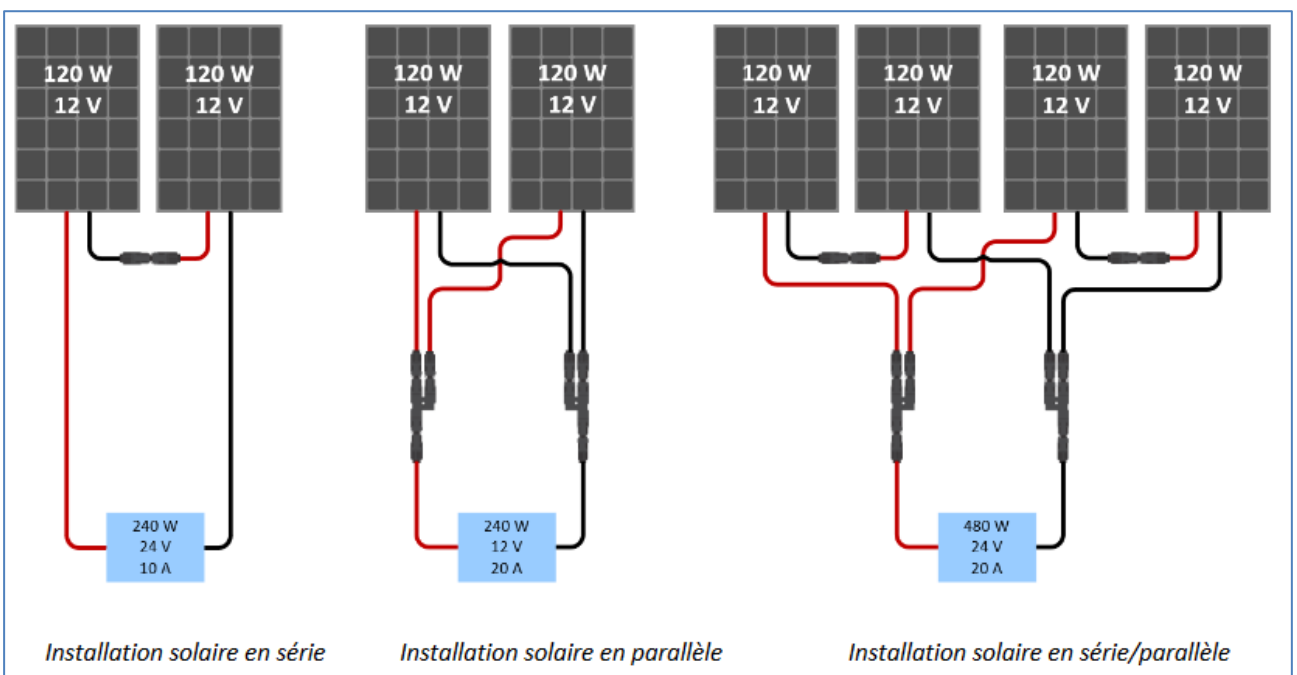 120 W
12 V
120 W
12 V
120 W
12 V
120 W
12 V
120 W
12 V
120 W
12 V
120 W
12 V
120 W
12 V
240 W
24 V
10 A
240 W
12 V
20 A
480 W
24 V
20 A
Installation solaire en série
Installation solaire en parallèle
Installation solaire en série/parallèle